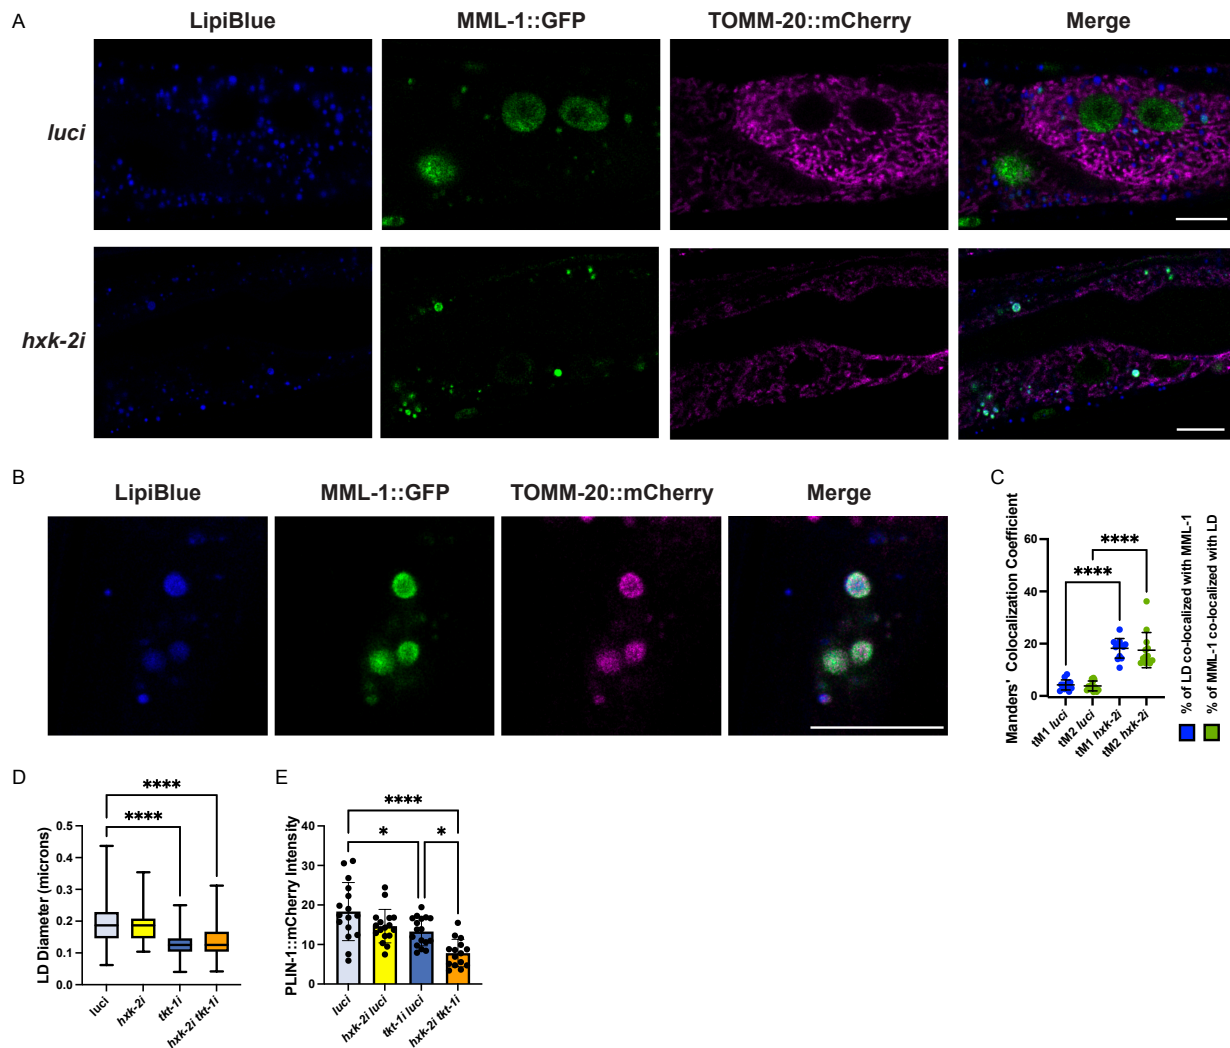 A
LipiBlue
MML-1::GFP
TOMM-20::mCherry
Merge
luci
hxk-2i
B
LipiBlue
MML-1::GFP
TOMM-20::mCherry
Merge
C
Manders' Colocalization Coefficient
60
40
20
0
****
****
tM1 luci
tM2 luci
tM1 hxk-2i
tM2 hxk-2i
% of LD co-localized with MML-1
% of MML-1 co-localized with LD
D
LD Diameter (microns)
0.5
0.4
0.3
0.2
0.1
0.0
****
****
luci
hxk-2i
tkt-1i
hxk-2i tkt-1i
E
PLIN-1::mCherry Intensity
40
30
20
10
0
****
*
*
luci
hxk-2i luci
tkt-1i luci
hxk-2i tkt-1i